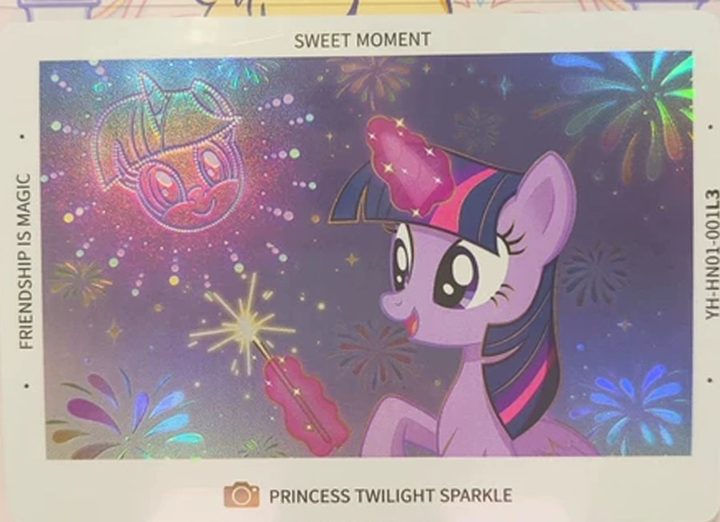 SWEET MOMENT
FRIENDSHIP IS MAGIC
YH-HN01-001L3
PRINCESS TWILIGHT SPARKLE